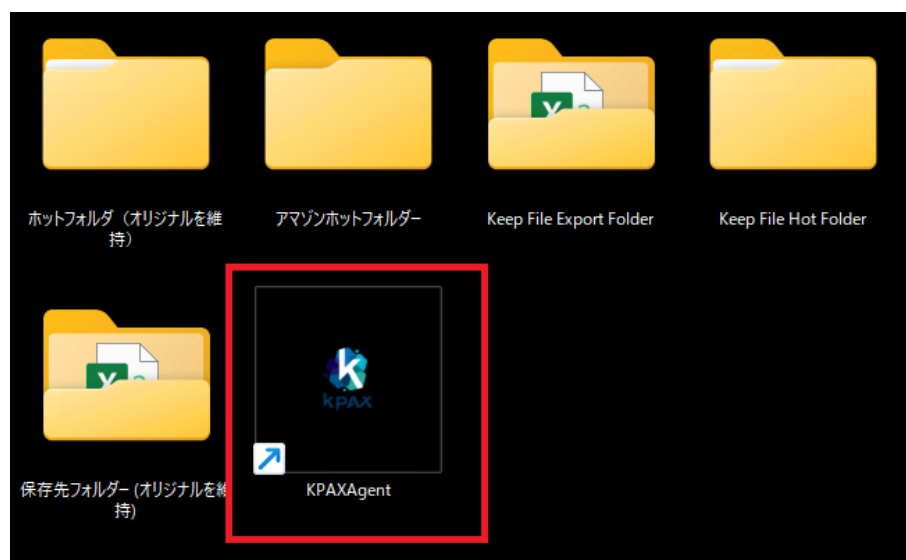 ホットフォルダ（オリジナルを維
持）
アマゾンホットフォルダー
Keep File Export Folder
Keep File Hot Folder
k
kpax
保存先フォルダー (オリジナルを維
持)
KPAXAgent